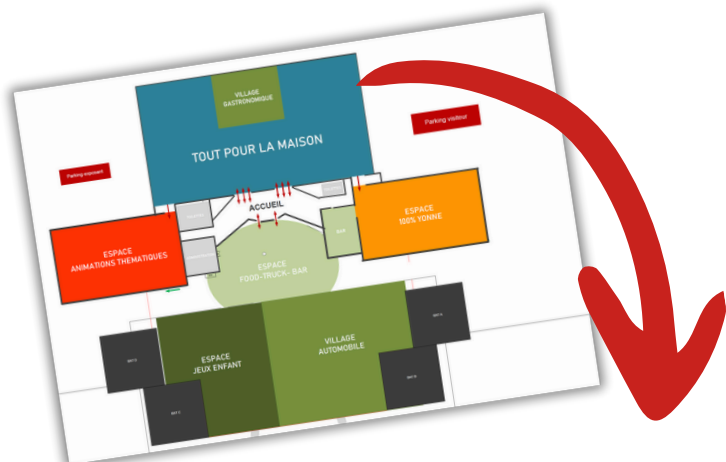 VILLAGE
GASTRONOMIQUE
TOUT POUR LA MAISON
Parking visiteur
Parking exposant
ACCUEIL
ESPACE
100% YONNE
ESPACE
ANIMATIONS THEMATIQUES
ESPACE
FOOD-TRUCK- BAR
VILLAGE
AUTOMOBILE
ESPACE
JEUX ENFANT